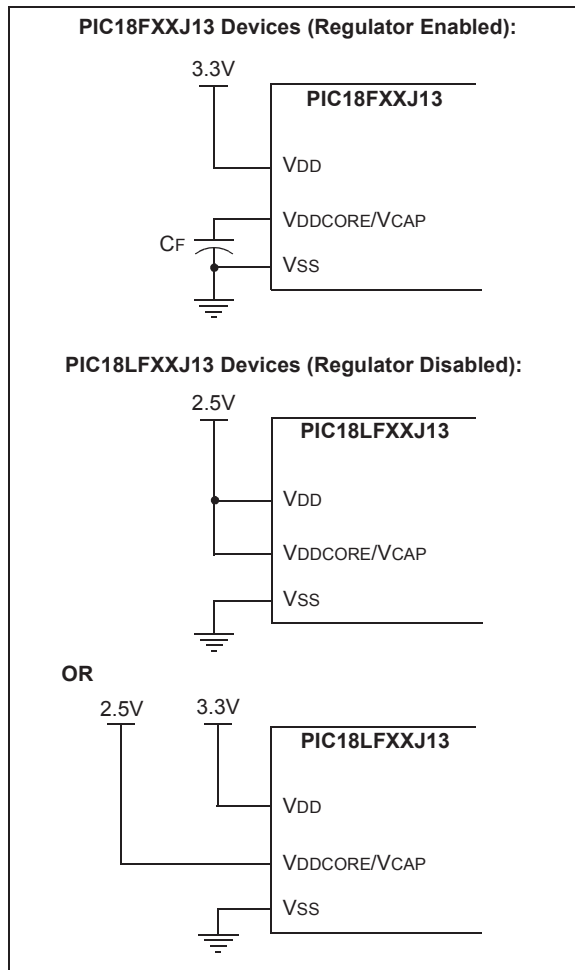 PIC18FXXJ13 Devices (Regulator Enabled):
3.3V
PIC18FXXJ13
VDD
VDDCORE/VCAP
CF
VSS
PIC18LFXXJ13 Devices (Regulator Disabled):
2.5V
PIC18LFXXJ13
VDD
VDDCORE/VCAP
VSS
OR
2.5V 3.3V
PIC18LFXXJ13
VDD
VDDCORE/VCAP
VSS